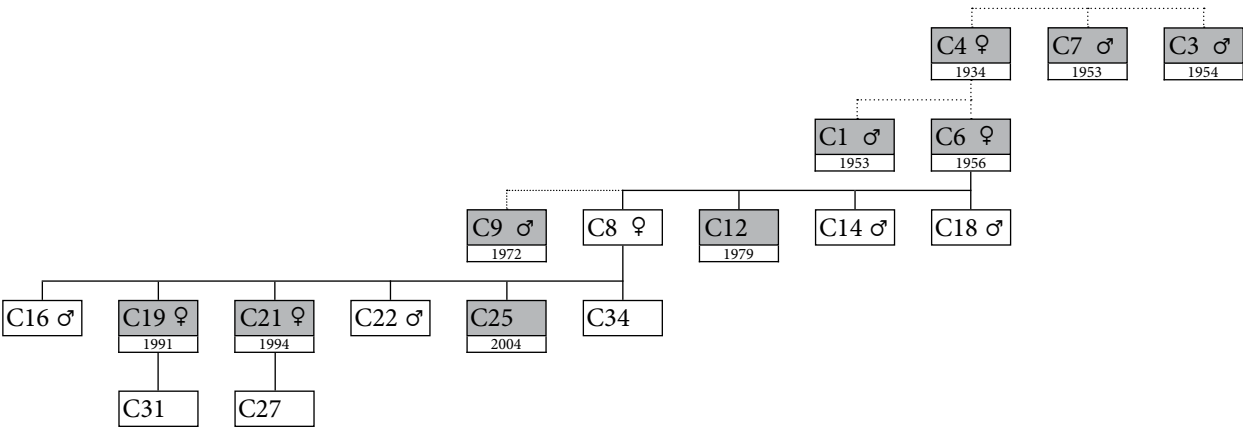 C4 ♀ C7 ♂ C3 ♂
1934 1953 1954
C1 ♂ C6 ♀
1953 1956
C9 ♂ C8 ♀ C12 C14 ♂ C18 ♂
1972 1979
C16 ♂ C19 ♀ C21 ♀ C22 ♂ C25 C34
1991 1994 2004
C31 C27